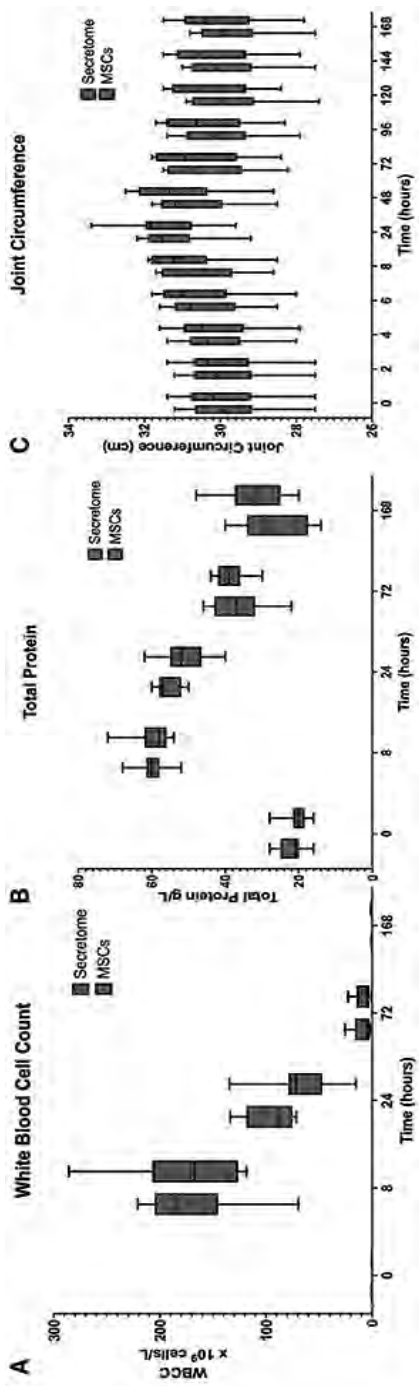 A
White Blood Cell Count
Secretome
MSCs
WBCC
x 10⁹ cells/L
300
200
100
0
0 8 24 72 168
Time (hours)
B
Total Protein
Secretome
MSCs
Total Protein g/L
80
60
40
20
0
0 8 24 72 168
Time (hours)
C
Joint Circumference
Secretome
MSCs
Joint Circumference (cm)
34
32
30
28
26
0 2 4 6 8 24 48 72 96 120 144 168
Time (hours)